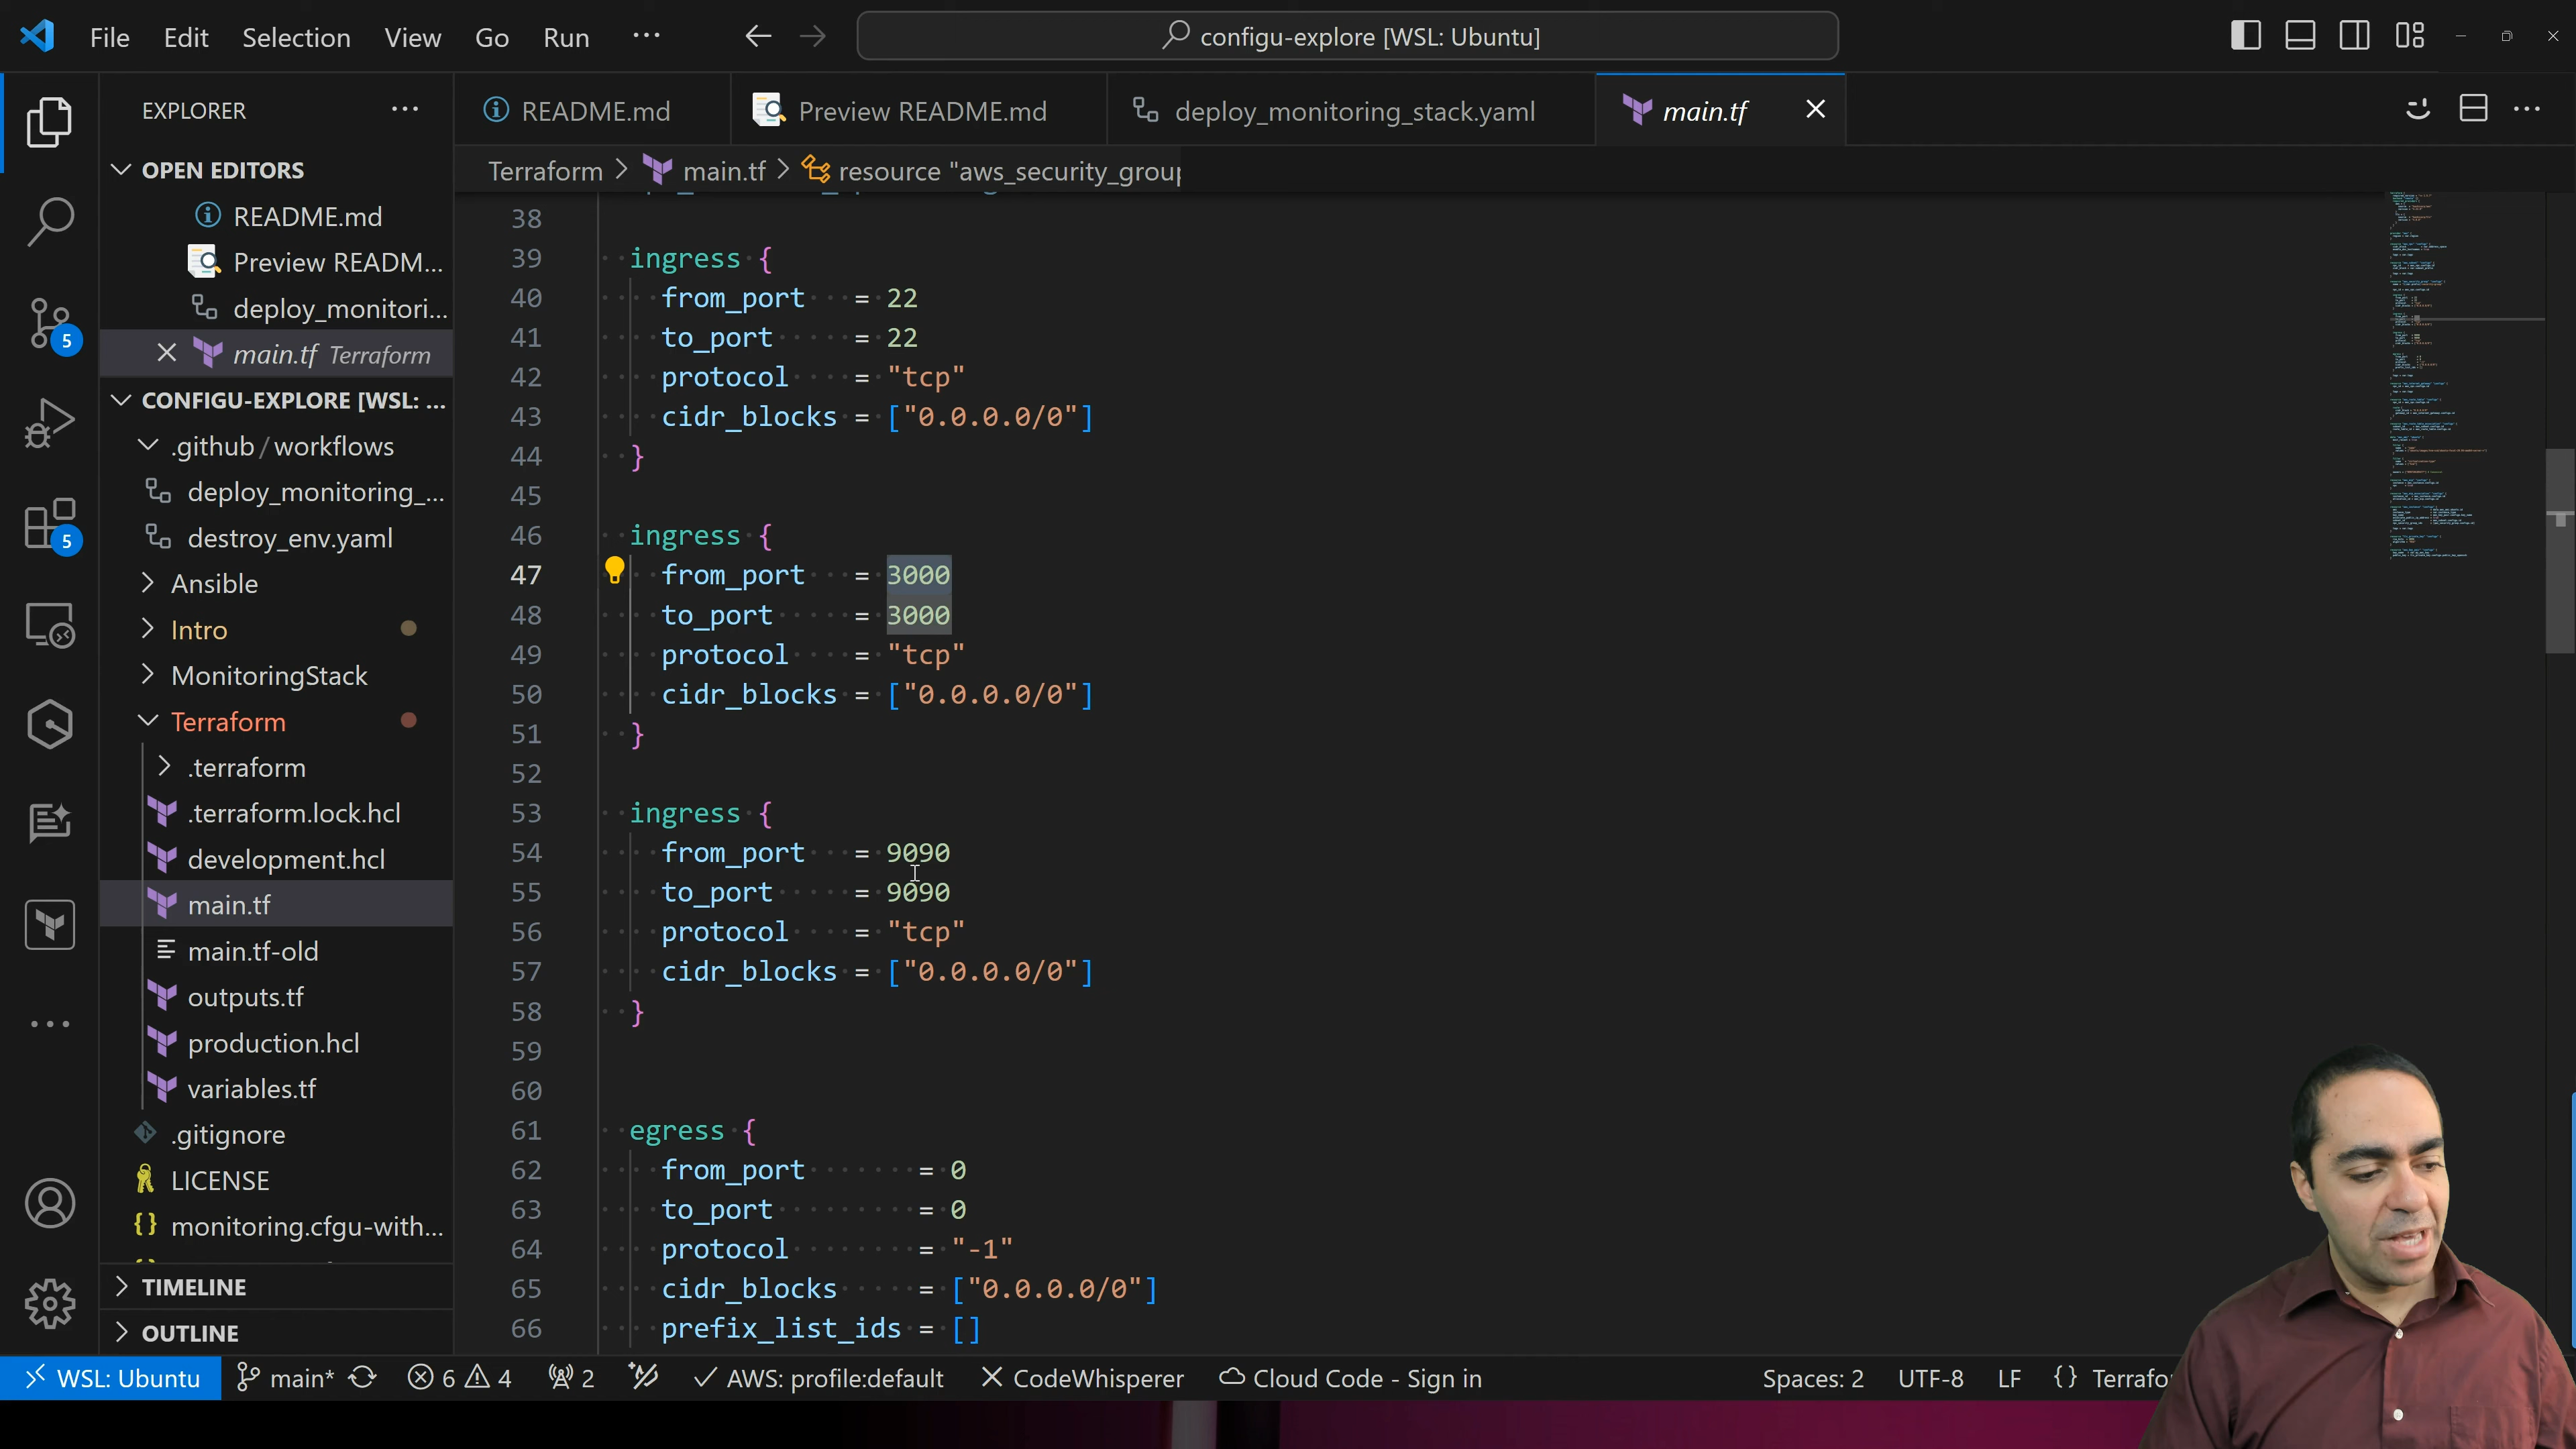 File Edit Selection View Go Run ...
configu-explore [WSL: Ubuntu]
EXPLORER
OPEN EDITORS
README.md
Preview READM...
deploy_monitori...
main.tf Terraform
CONFIGU-EXPLORE [WSL: ...
.github / workflows
deploy_monitoring_...
destroy_env.yaml
Ansible
Intro
MonitoringStack
Terraform
.terraform
.terraform.lock.hcl
development.hcl
main.tf
main.tf-old
outputs.tf
production.hcl
variables.tf
.gitignore
LICENSE
monitoring.cfgu-with...
TIMELINE
OUTLINE
5
5
README.md Preview README.md deploy_monitoring_stack.yaml main.tf
Terraform > main.tf > resource "aws_security_group
38
39 ingress {
40 from_port = 22
41 to_port = 22
42 protocol = "tcp"
43 cidr_blocks = ["0.0.0.0/0"]
44 }
45
46 ingress {
47 from_port = 3000
48 to_port = 3000
49 protocol = "tcp"
50 cidr_blocks = ["0.0.0.0/0"]
51 }
52
53 ingress {
54 from_port = 9090
55 to_port = 9090
56 protocol = "tcp"
57 cidr_blocks = ["0.0.0.0/0"]
58 }
59
60
61 egress {
62 from_port = 0
63 to_port = 0
64 protocol = "-1"
65 cidr_blocks = ["0.0.0.0/0"]
66 prefix_list_ids = []
WSL: Ubuntu main* 6 4 2 AWS: profile:default CodeWhisperer Cloud Code - Sign in Spaces: 2 UTF-8 LF {} Terrafo